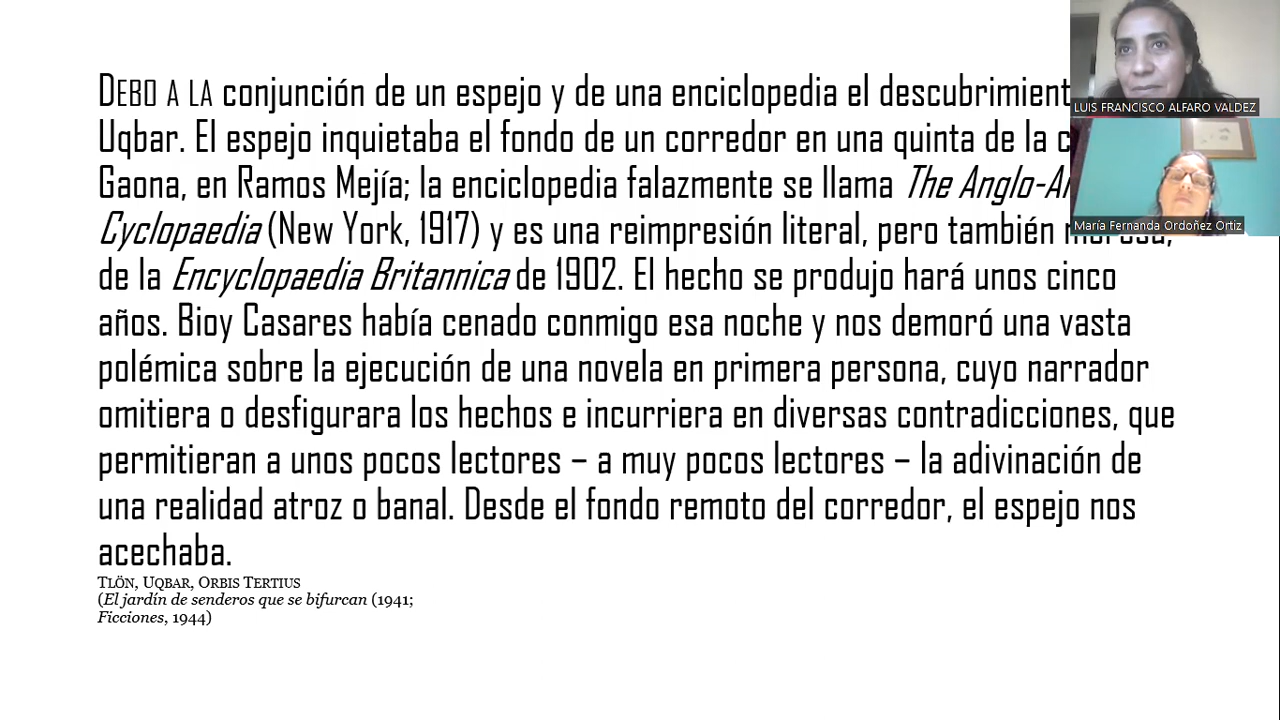 DEBO A LA conjunción de un espejo y de una enciclopedia el
Uqbar. El espejo inquietaba el fondo de un corredor en una quinta de la
Gaona, en Ramos Mejía; la enciclopedia falazmente se llama The
Cyclopaedia (New York, 1917) y es una reimpresión literal, pero también
de la Encyclopaedia Britannica de 1902. El hecho se produjo hará unos cinco
años. Bioy Casares había cenado conmigo esa noche y nos demoró una vasta
polémica sobre la ejecución de una novela en primera persona, cuyo narrador
omitiera o desfigurara los hechos e incurriera en diversas contradicciones, que
permitieran a unos pocos lectores – a muy pocos lectores – la adivinación de
una realidad atroz o banal. Desde el fondo remoto del corredor, el espejo nos
acechaba.
TLÖN, UQBAR, ORBIS TERTIUS
(El jardín de senderos que se bifurcan (1941;
Ficciones, 1944)
LUIS FRANCISCO ALFARO VALDEZ
María Fernanda Ordoñez Ortiz